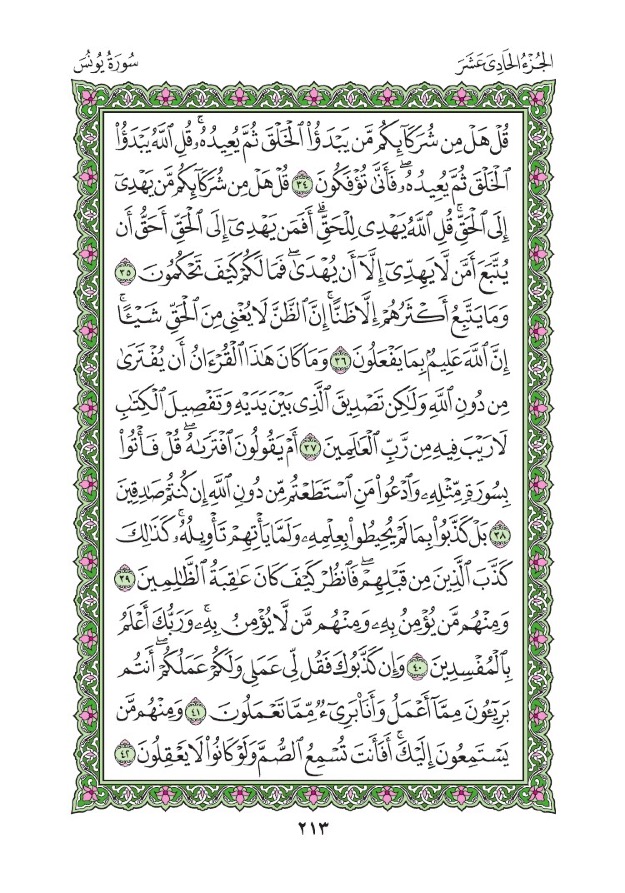 الجُزْءُ الحَادِىَ عَشَرَ
سُورَةُ يُونُسَ
قُلْ هَلْ مِن شُرَكَآئِكُم مَّن يَبْدَؤُا۟ ٱلْخَلْقَ ثُمَّ يُعِيدُهُۥ ۚ قُلِ ٱللَّهُ يَبْدَؤُا۟
ٱلْخَلْقَ ثُمَّ يُعِيدُهُۥ ۖ فَأَنَّىٰ تُؤْفَكُونَ ٣٤ قُلْ هَلْ مِن شُرَكَآئِكُم مَّن يَهْدِىٓ
إِلَى ٱلْحَقِّ ۚ قُلِ ٱللَّهُ يَهْدِى لِلْحَقِّ ۗ أَفَمَن يَهْدِىٓ إِلَى ٱلْحَقِّ أَحَقُّ أَن
يُتَّبَعَ أَمَّن لَّا يَهِدِّىٓ إِلَّآ أَن يُهْدَىٰ ۖ فَمَا لَكُمْ كَيْفَ تَحْكُمُونَ ٣٥
وَمَا يَتَّبِعُ أَكْثَرُهُمْ إِلَّا ظَنًّا ۚ إِنَّ ٱلظَّنَّ لَا يُغْنِى مِنَ ٱلْحَقِّ شَيْـًٔا ۚ
إِنَّ ٱللَّهَ عَلِيمٌۢ بِمَا يَفْعَلُونَ ٣٦ وَمَا كَانَ هَـٰذَا ٱلْقُرْءَانُ أَن يُفْتَرَىٰ
مِن دُونِ ٱللَّهِ وَلَـٰكِن تَصْدِيقَ ٱلَّذِى بَيْنَ يَدَيْهِ وَتَفْصِيلَ ٱلْكِتَـٰبِ
لَا رَيْبَ فِيهِ مِن رَّبِّ ٱلْعَـٰلَمِينَ ٣٧ أَمْ يَقُولُونَ ٱفْتَرَىٰهُ ۖ قُلْ فَأْتُوا۟
بِسُورَةٍ مِّثْلِهِۦ وَٱدْعُوا۟ مَنِ ٱسْتَطَعْتُم مِّن دُونِ ٱللَّهِ إِن كُنتُمْ صَـٰدِقِينَ
٣٨ بَلْ كَذَّبُوا۟ بِمَا لَمْ يُحِيطُوا۟ بِعِلْمِهِۦ وَلَمَّا يَأْتِهِمْ تَأْوِيلُهُۥ ۚ كَذَٰلِكَ
كَذَّبَ ٱلَّذِينَ مِن قَبْلِهِمْ ۖ فَٱنظُرْ كَيْفَ كَانَ عَـٰقِبَةُ ٱلظَّـٰلِمِينَ ٣٩
وَمِنْهُم مَّن يُؤْمِنُ بِهِۦ وَمِنْهُم مَّن لَّا يُؤْمِنُ بِهِۦ ۚ وَرَبُّكَ أَعْلَمُ
بِٱلْمُفْسِدِينَ ٤٠ وَإِن كَذَّبُوكَ فَقُل لِّى عَمَلِى وَلَكُمْ عَمَلُكُمْ ۖ أَنتُم
بَرِيٓـُٔونَ مِمَّآ أَعْمَلُ وَأَنَا۠ بَرِىٓءٌ مِّمَّا تَعْمَلُونَ ٤١ وَمِنْهُم مَّن
يَسْتَمِعُونَ إِلَيْكَ ۚ أَفَأَنتَ تُسْمِعُ ٱلصُّمَّ وَلَوْ كَانُوا۟ لَا يَعْقِلُونَ ٤٢
٢١٣